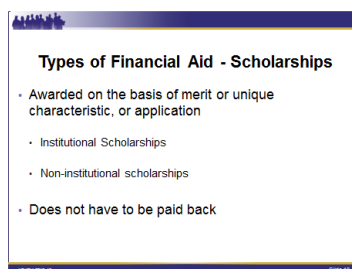 Types of Financial Aid - Scholarships
• Awarded on the basis of merit or unique
characteristic, or application
• Institutional Scholarships
• Non-institutional scholarships
• Does not have to be paid back